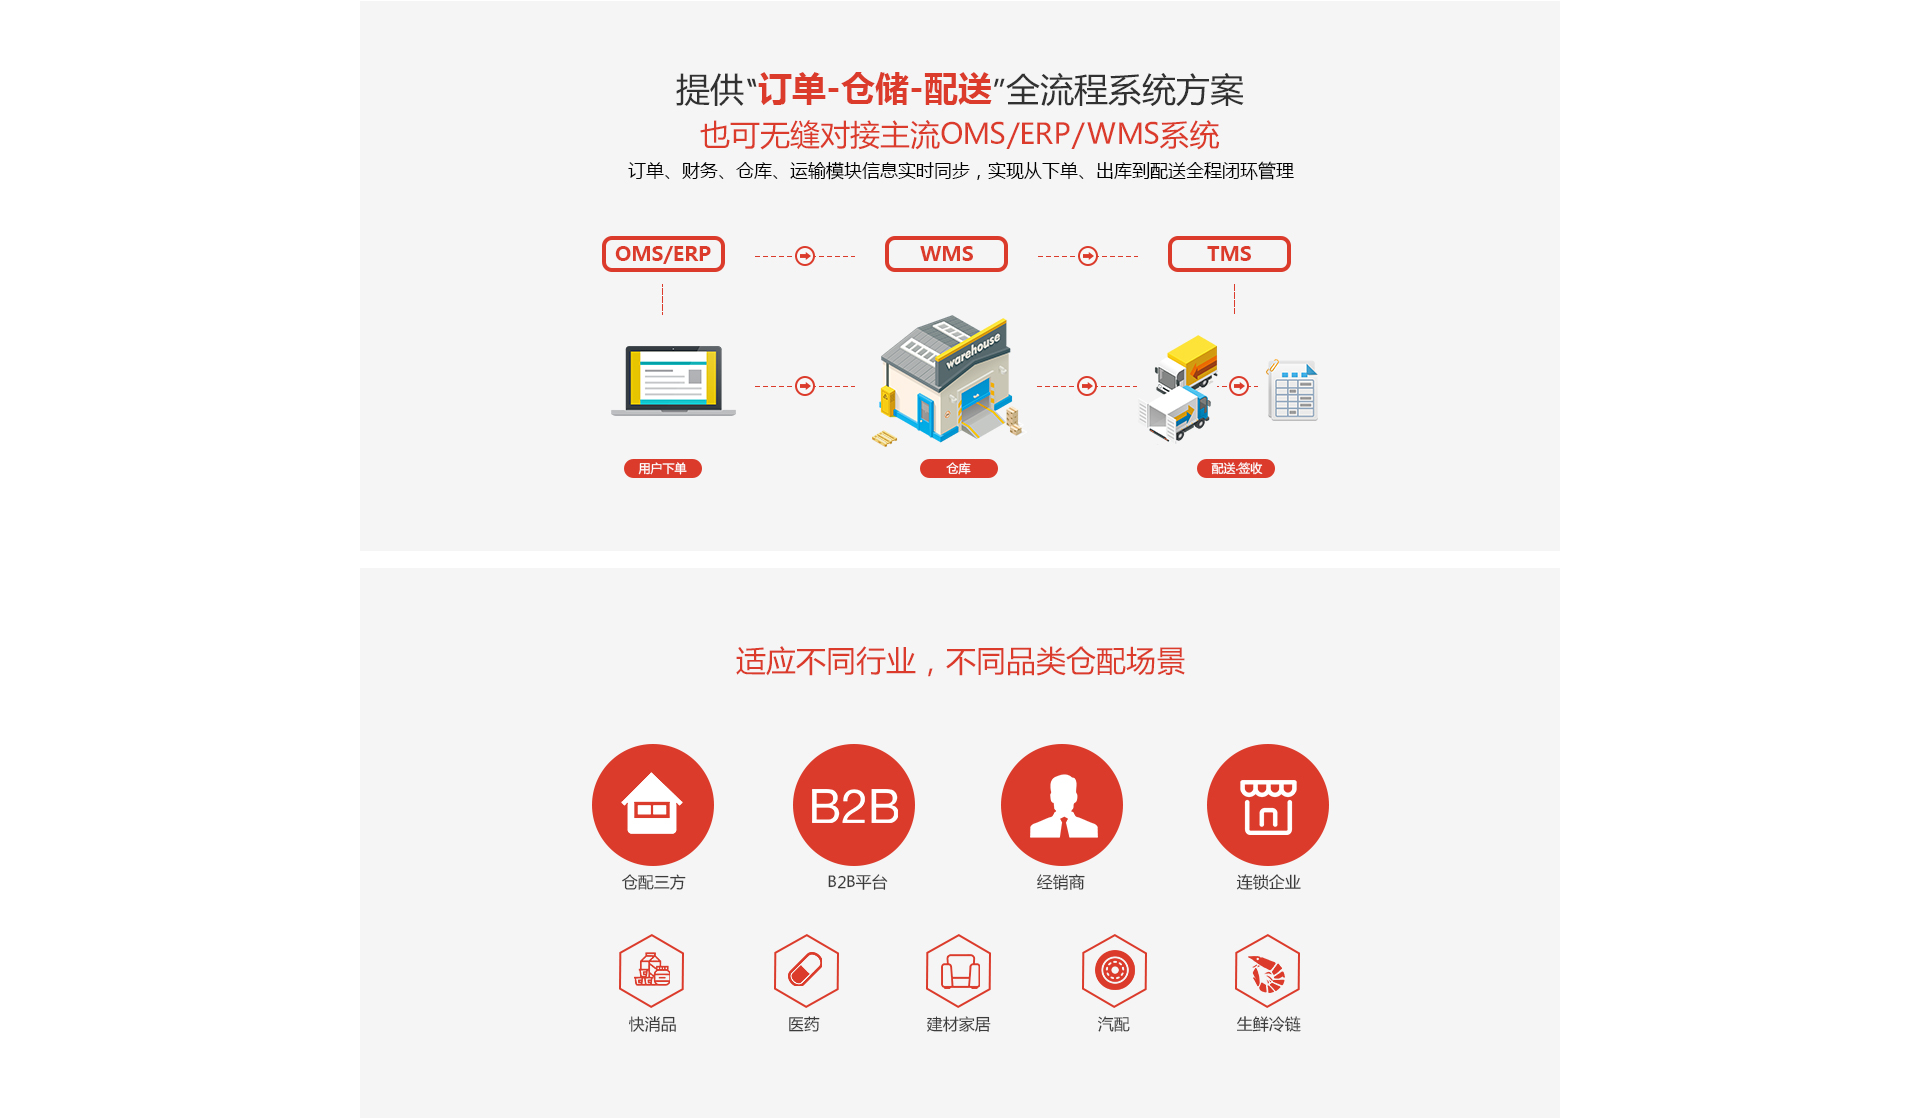 提供“订单-仓储-配送”全流程系统方案
也可无缝对接主流OMS/ERP/WMS系统
订单、财务、仓库、运输模块信息实时同步，实现从下单、出库到配送全程闭环管理
OMS/ERP
WMS
TMS
warehouse
用户下单
仓库
配送·签收
适应不同行业，不同品类仓配场景
B2B
仓配三方
B2B平台
经销商
连锁企业
快消品
医药
建材家居
汽配
生鲜冷链